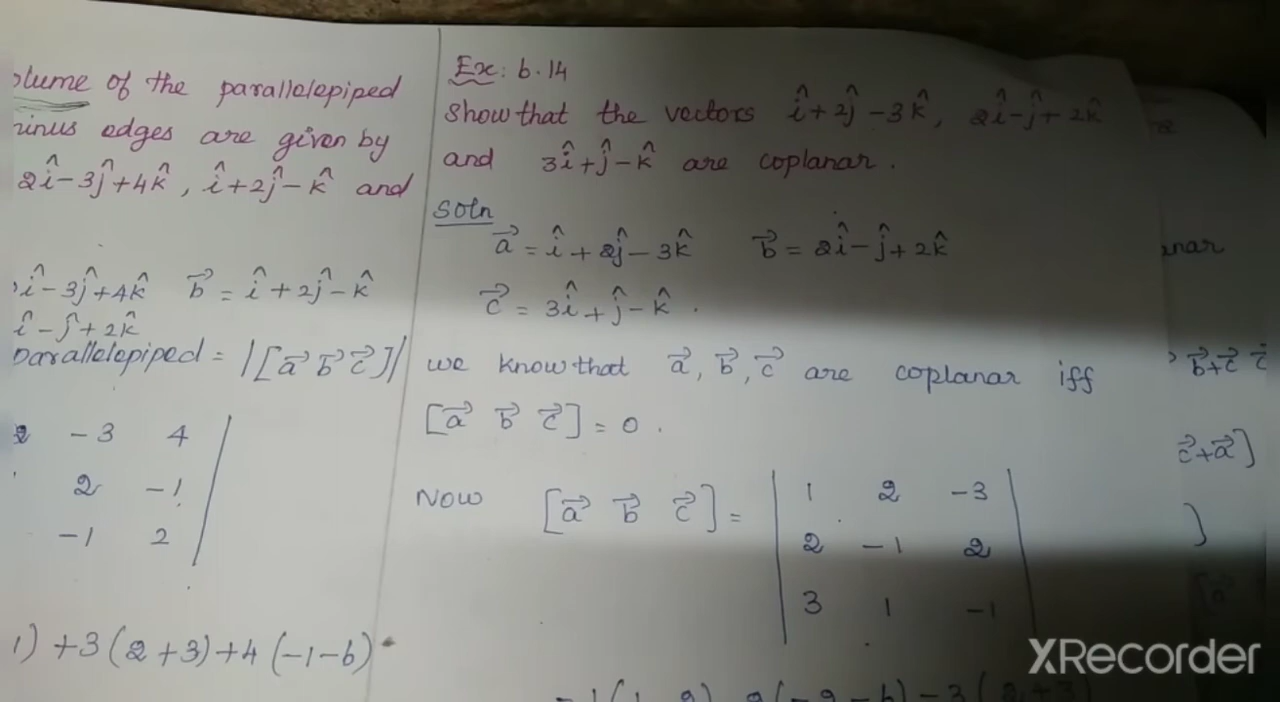 olume of the parallelepiped
rinus edges are given by
2î-3ĵ+4k̂, î+2ĵ-k̂ and
î-3ĵ+4k̂ b⃗ = î+2ĵ-k̂
î-ĵ+2k̂
parallelepiped = |[a⃗ b⃗ c⃗]|
2 -3 4
2 -1
-1 2
1) +3(2+3)+4(-1-6)
Ex: 6.14
Show that the vectors î+2ĵ-3k̂, 2î-ĵ+2k̂
and 3î+ĵ-k̂ are coplanar.
Soln
a⃗ = î+2ĵ-3k̂ b⃗ = 2î-ĵ+2k̂
c⃗ = 3î+ĵ-k̂.
we know that a⃗, b⃗, c⃗ are coplanar iff
[a⃗ b⃗ c⃗] = 0.
Now [a⃗ b⃗ c⃗] = | 1 2 -3 |
| 2 -1 2 |
| 3 1 -1 |
nar
b⃗+c⃗ c⃗
c⃗+a⃗]
}
XRecorder